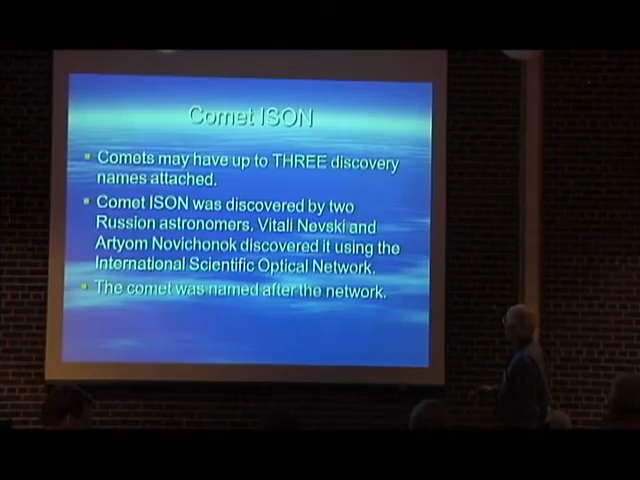 Comet ISON
Comets may have up to THREE discovery
names attached.
Comet ISON was discovered by two
Russion astronomers. Vitali Nevski and
Artyom Novichonok discovered it using the
International Scientific Optical Network.
The comet was named after the network.